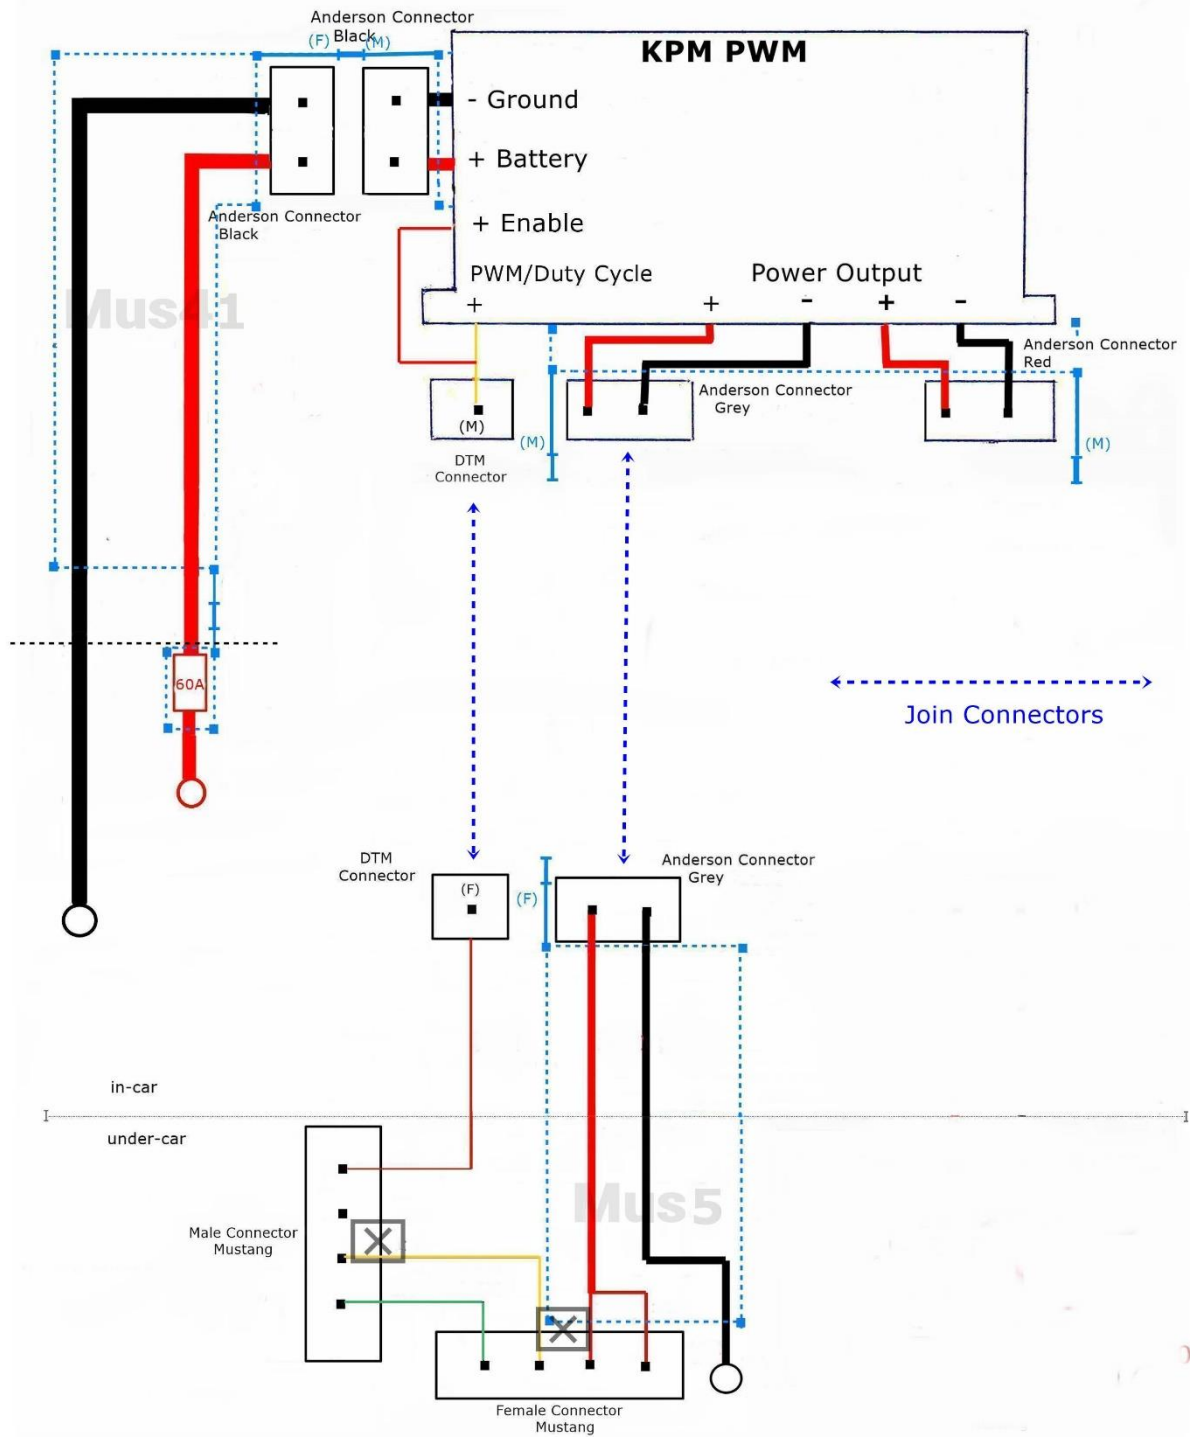 Anderson Connector
Black
(F)
(M)
KPM PWM
- Ground
+ Battery
Anderson Connector
Black
+ Enable
PWM/Duty Cycle
Power Output
+
+
-
+
-
Mus41
Anderson Connector
Red
Anderson Connector
Grey
(M)
(M)
(M)
DTM
Connector
60A
Join Connectors
DTM
Connector
(F)
(F)
Anderson Connector
Grey
in-car
under-car
Mus5
Male Connector
Mustang
Female Connector
Mustang